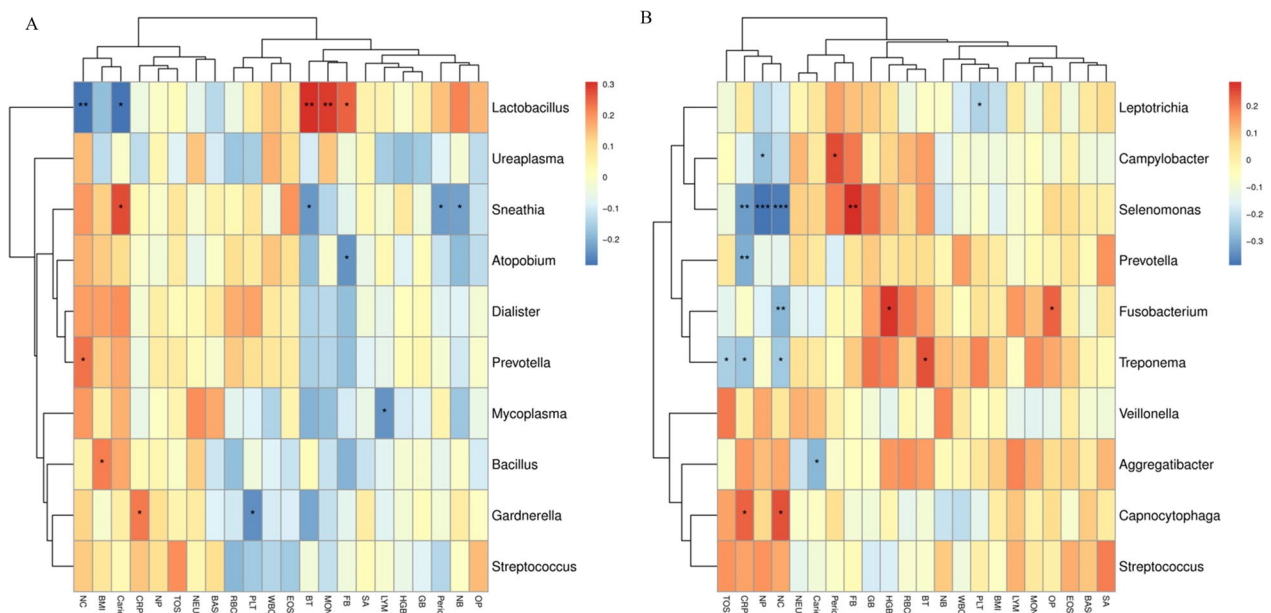 A
B
0.3
0.2
0.1
0
-0.1
-0.2
Lactobacillus
Ureaplasma
Sneathia
Atopobium
Dialister
Prevotella
Mycoplasma
Bacillus
Gardnerella
Streptococcus
NC BMI Caric CRP NP TOS NEU BAS RBC PLT WBC EOS BT MON FB SA LYM HGB GB Peric NB OP
0.2
0.1
0
-0.1
-0.2
-0.3
Leptotrichia
Campylobacter
Selenomonas
Prevotella
Fusobacterium
Treponema
Veillonella
Aggregatibacter
Capnocytophaga
Streptococcus
TOS CRP NP NC NEU Caric Peric FB GB HGB RBC BT NB WBC PLT BMI LYM MON OP EOS BAS SA